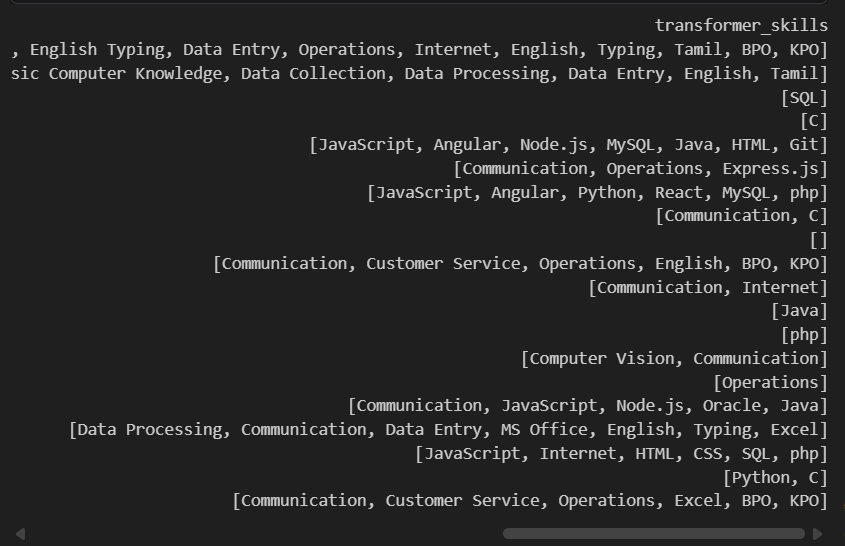 transformer_skills
, English Typing, Data Entry, Operations, Internet, English, Typing, Tamil, BPO, KPO]
sic Computer Knowledge, Data Collection, Data Processing, Data Entry, English, Tamil]
[SQL]
[C]
[JavaScript, Angular, Node.js, MySQL, Java, HTML, Git]
[Communication, Operations, Express.js]
[JavaScript, Angular, Python, React, MySQL, php]
[Communication, C]
[]
[Communication, Customer Service, Operations, English, BPO, KPO]
[Communication, Internet]
[Java]
[php]
[Computer Vision, Communication]
[Operations]
[Communication, JavaScript, Node.js, Oracle, Java]
[Data Processing, Communication, Data Entry, MS Office, English, Typing, Excel]
[JavaScript, Internet, HTML, CSS, SQL, php]
[Python, C]
[Communication, Customer Service, Operations, Excel, BPO, KPO]